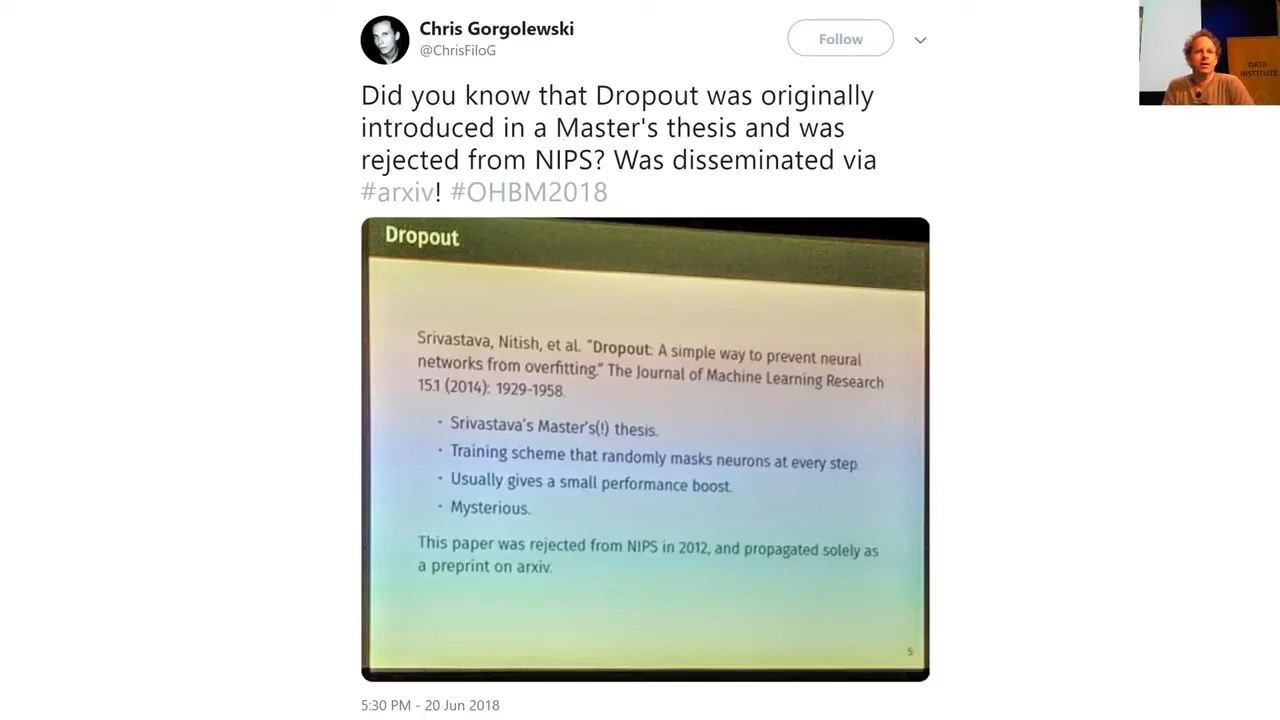 Chris Gorgolewski
@ChrisFiloG
Follow
Did you know that Dropout was originally
introduced in a Master's thesis and was
rejected from NIPS? Was disseminated via
#arxiv! #OHBM2018
Dropout
Srivastava, Nitish, et al. "Dropout: A simple way to prevent neural
networks from overfitting." The Journal of Machine Learning Research
15.1 (2014): 1929-1958.
· Srivastava's Master's(!) thesis.
· Training scheme that randomly masks neurons at every step.
· Usually gives a small performance boost.
· Mysterious.
This paper was rejected from NIPS in 2012, and propagated solely as
a preprint on arxiv.
5
5:30 PM - 20 Jun 2018
DATA
INSTITUTE